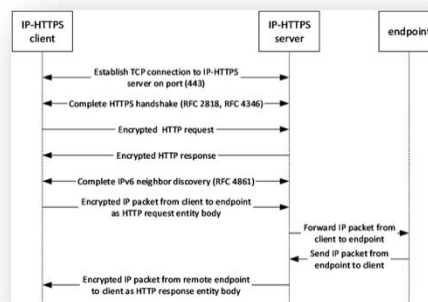 IP-HTTPS
client
IP-HTTPS
server
endpoint
Establish TCP connection to IP-HTTPS
server on port (443)
Complete HTTPS handshake (RFC 2818, RFC 4346)
Encrypted HTTP request
Encrypted HTTP response
Complete IPv6 neighbor discovery (RFC 4861)
Encrypted IP packet from client to endpoint
as HTTP request entity body
Forward IP packet from
client to endpoint
Send IP packet from
endpoint to client
Encrypted IP packet from remote endpoint
to client as HTTP response entity body